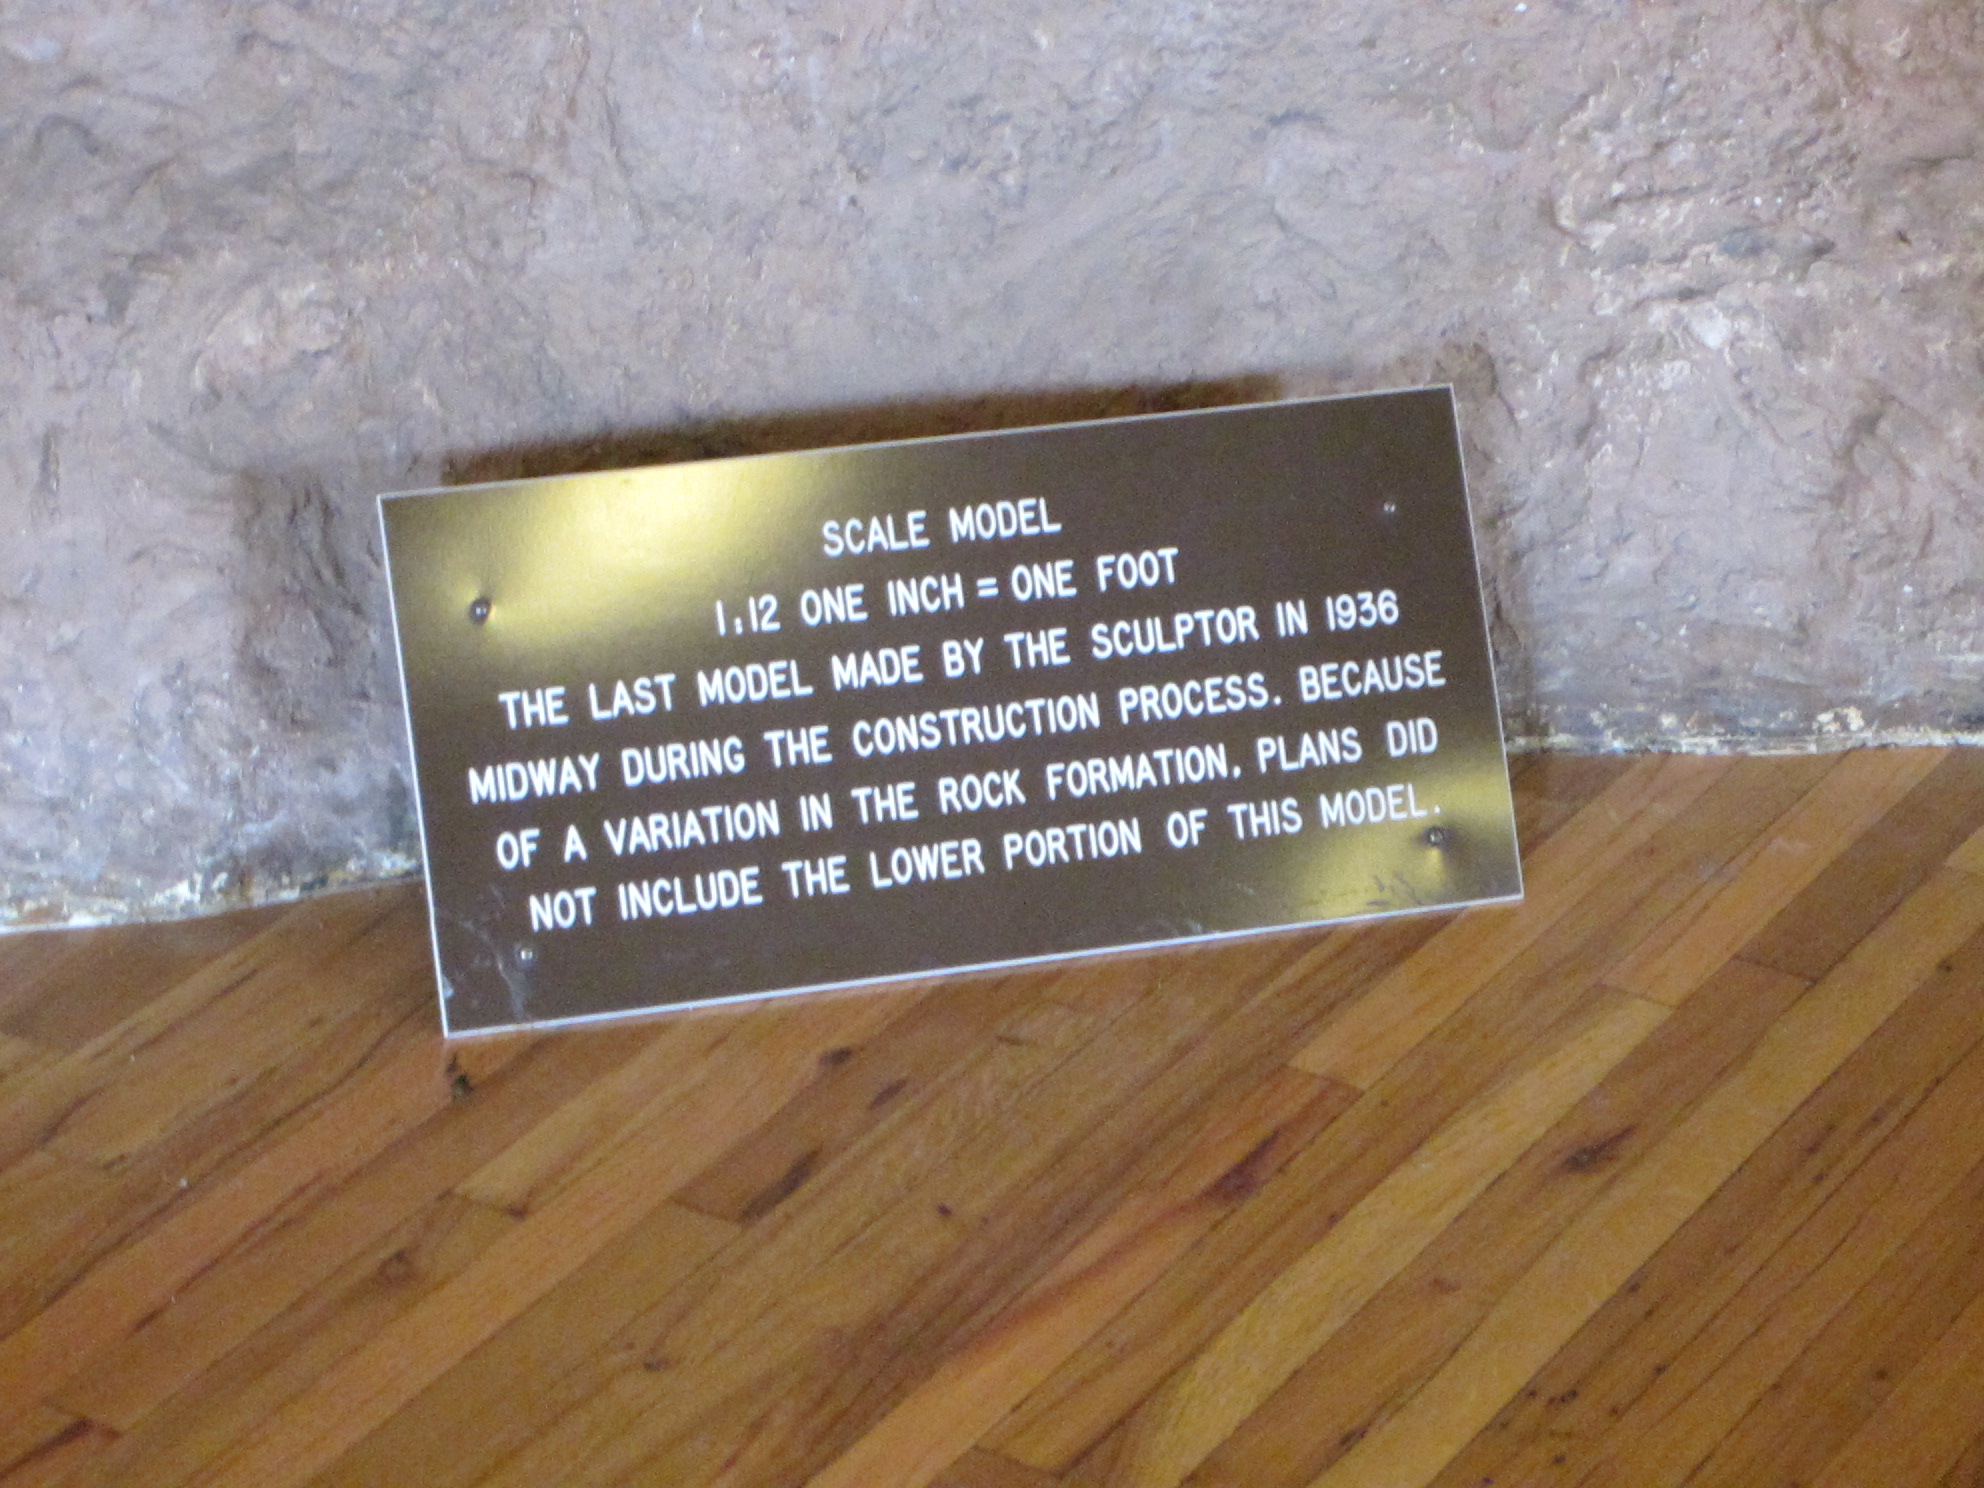 SCALE MODEL
1:12 ONE INCH = ONE FOOT
THE LAST MODEL MADE BY THE SCULPTOR IN 1936
MIDWAY DURING THE CONSTRUCTION PROCESS. BECAUSE
OF A VARIATION IN THE ROCK FORMATION, PLANS DID
NOT INCLUDE THE LOWER PORTION OF THIS MODEL.